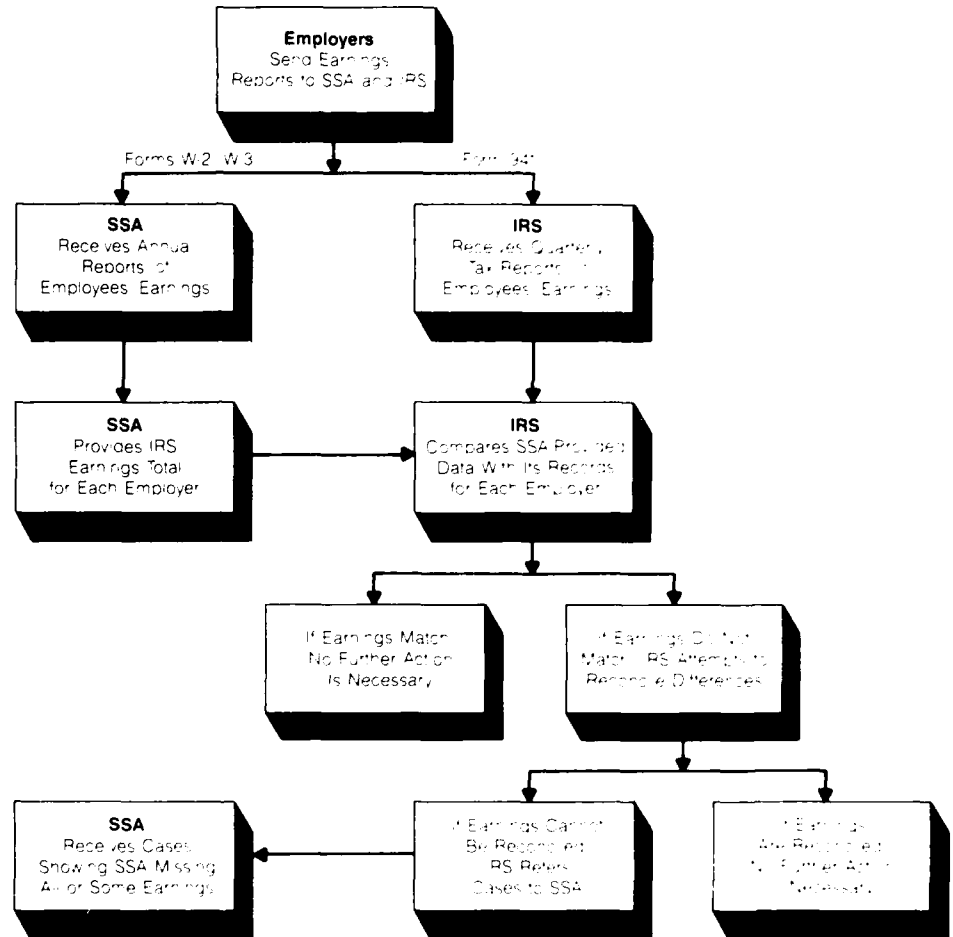 Employers
Send Earnings
Reports to SSA and IRS
Forms W-2, W-3
Form 941
SSA
Receives Annual
Reports of
Employees' Earnings
IRS
Receives Quarterly
Tax Reports of
Employees' Earnings
SSA
Provides IRS
Earnings Total
for Each Employer
IRS
Compares SSA Provided
Data With Its Records
for Each Employer
If Earnings Match
No Further Action
Is Necessary
If Earnings Do Not
Match IRS Attempts to
Reconcile Differences
SSA
Receives Cases
Showing SSA Missing
All or Some Earnings
If Earnings Cannot
Be Reconciled
IRS Refers
Cases to SSA
If Earnings
Are Reconciled
No Further Action
Necessary